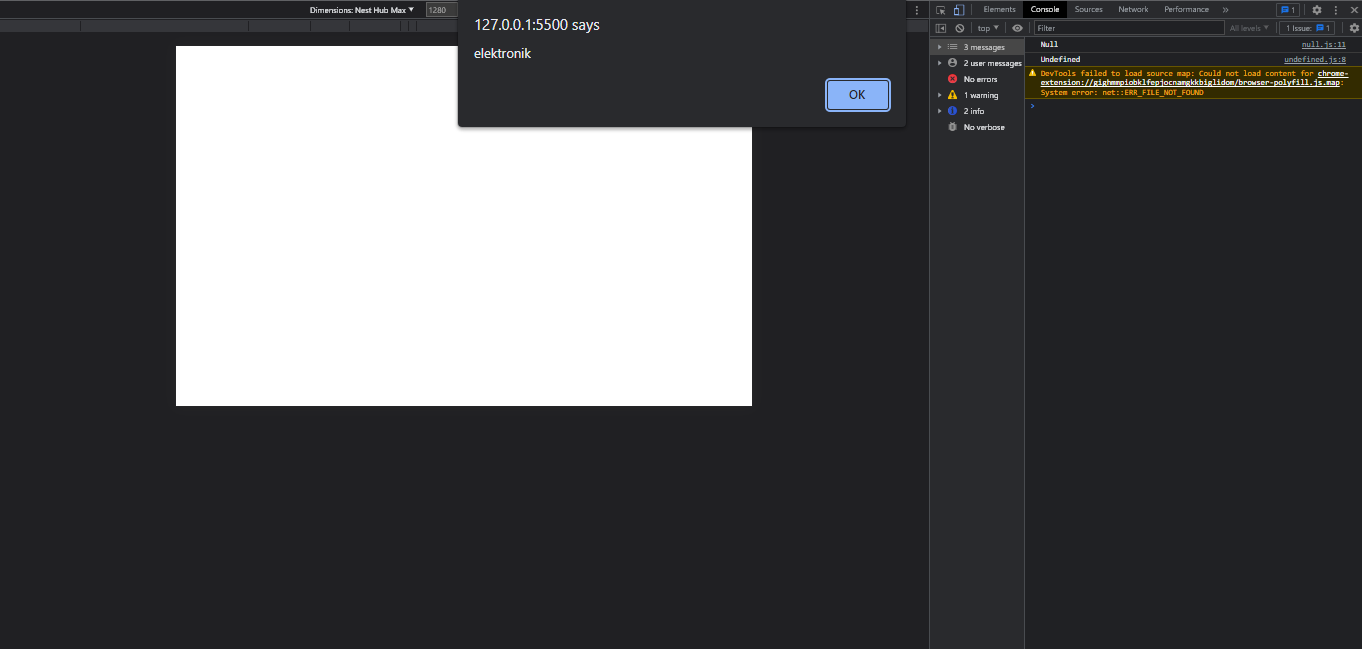 Dimensions: Nest Hub Max ▼ 1280
127.0.0.1:5500 says
elektronik
OK
Elements Console Sources Network Performance » 1
top ▼ Filter All levels ▼ 1 Issue: 1
3 messages
2 user messages
No errors
1 warning
2 info
No verbose
Null null.js:11
Undefined undefined.js:8
DevTools failed to load source map: Could not load content for chrome-
extension://gighmmpiobklfepjocnamgkkbiglidom/browser-polyfill.js.map:
System error: net::ERR_FILE_NOT_FOUND
>